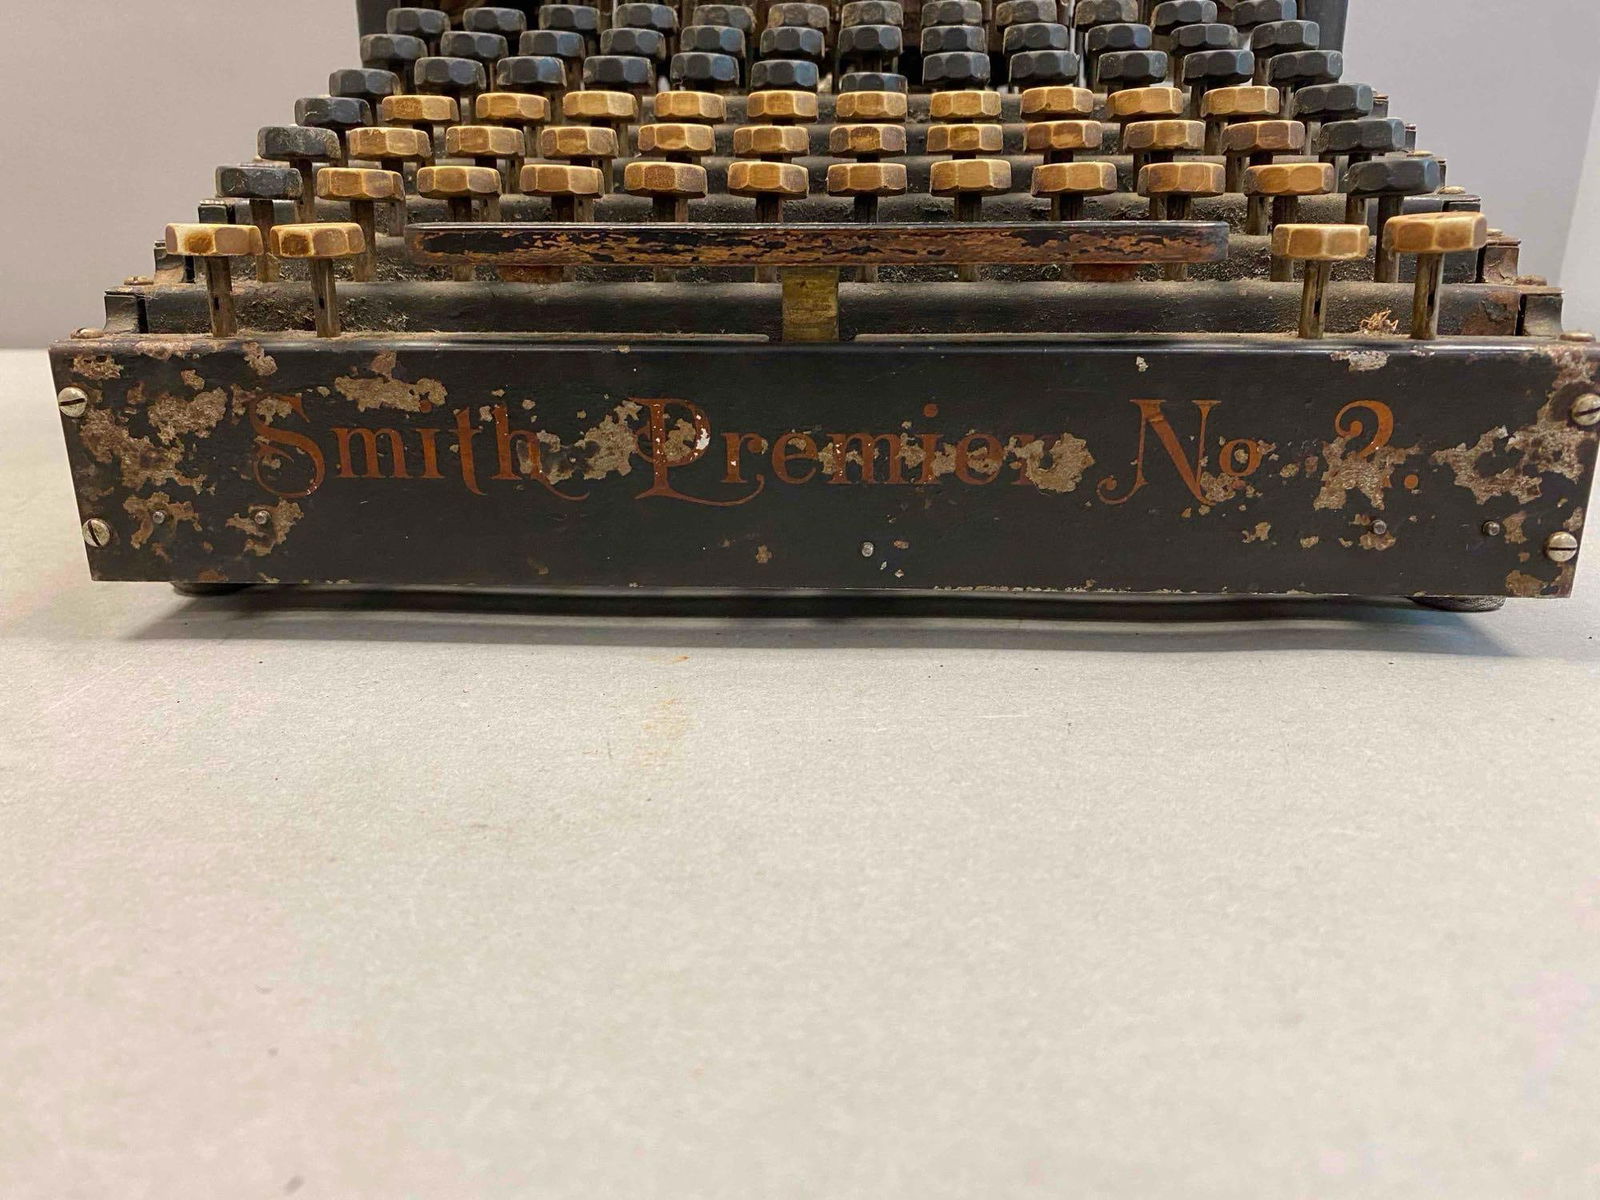 Smith Premier No 2.